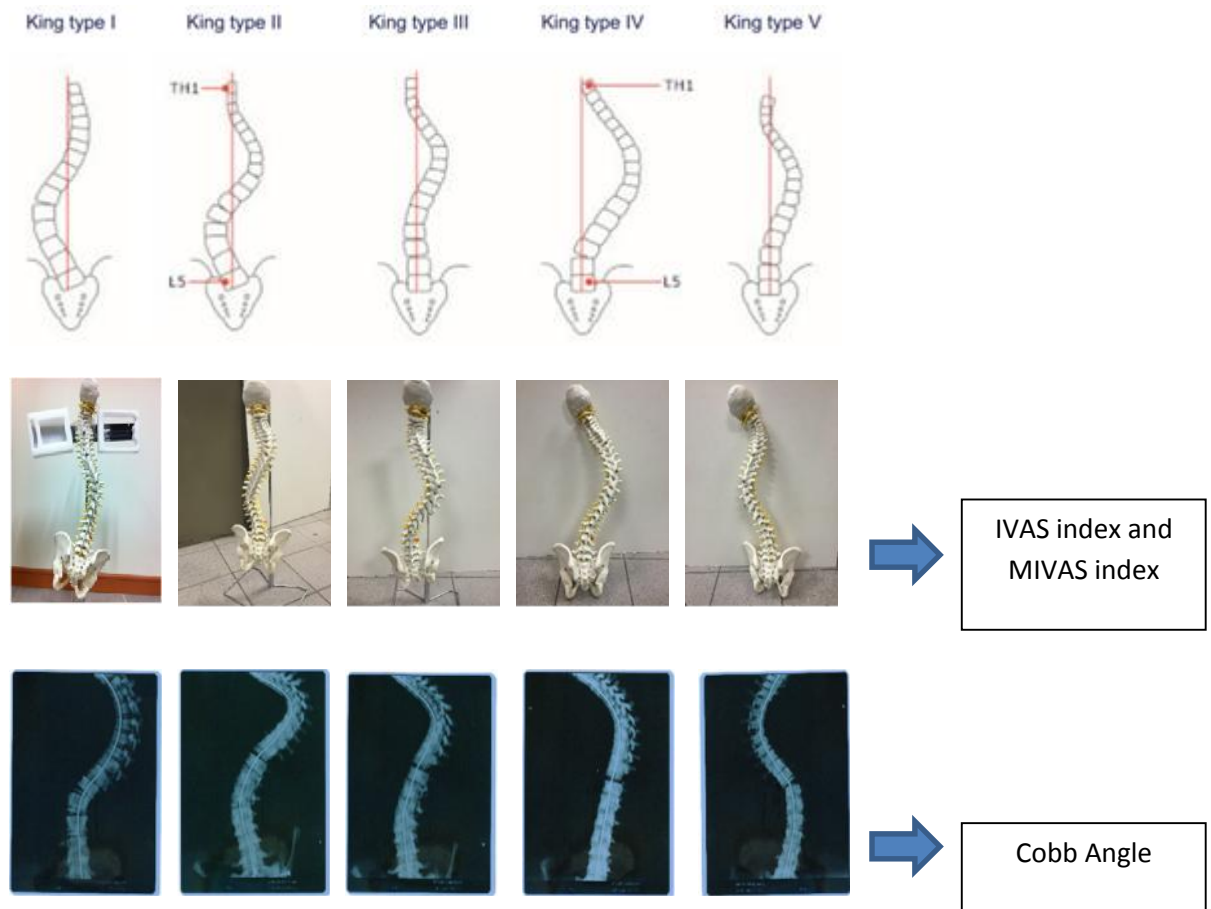 King type I
King type II
King type III
King type IV
King type V
TH1
TH1
L5
L5
IVAS index and
MIVAS index
Cobb Angle